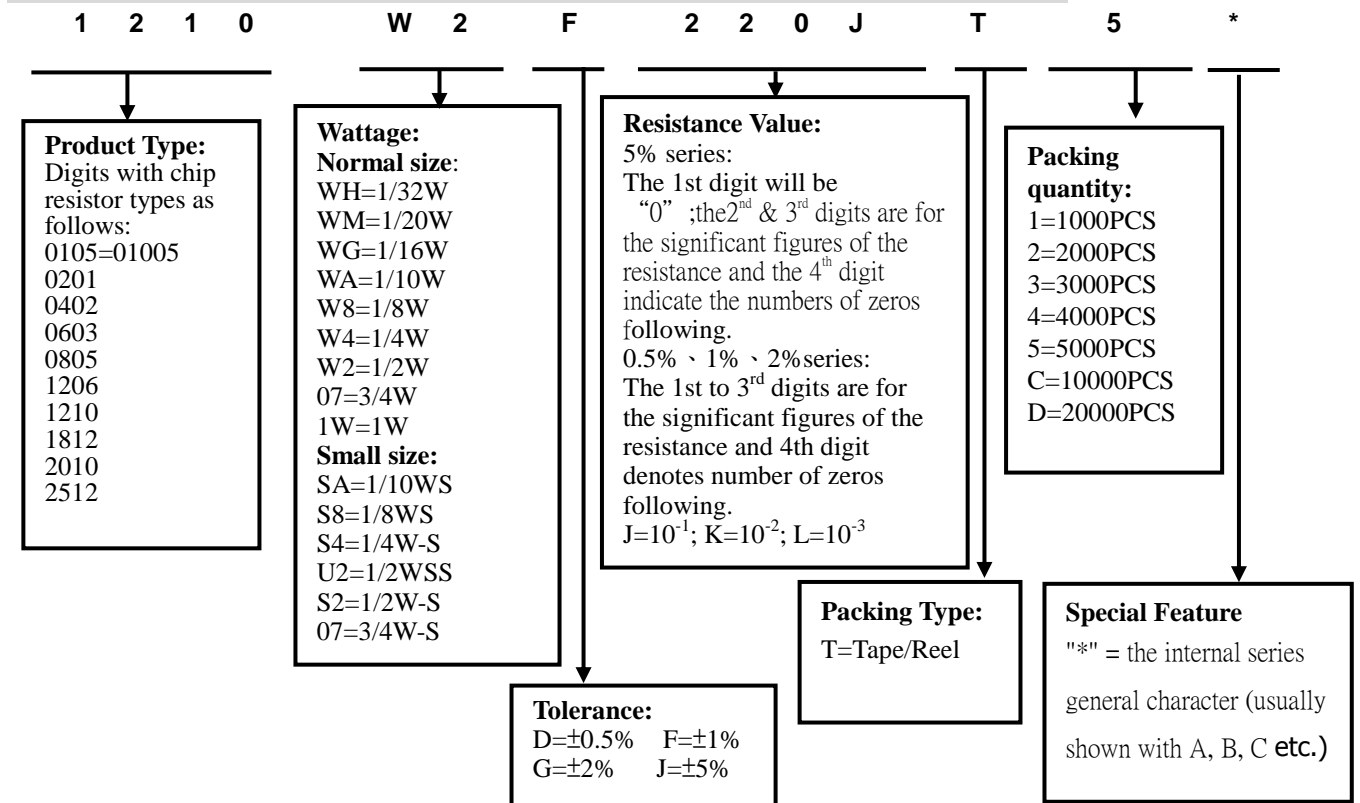 1 2 1 0 W 2 F 2 2 0 J T 5 *
Product Type:
Digits with chip
resistor types as
follows:
0105=01005
0201
0402
0603
0805
1206
1210
1812
2010
2512
Wattage:
Normal size:
WH=1/32W
WM=1/20W
WG=1/16W
WA=1/10W
W8=1/8W
W4=1/4W
W2=1/2W
07=3/4W
1W=1W
Small size:
SA=1/10WS
S8=1/8WS
S4=1/4W-S
U2=1/2WSS
S2=1/2W-S
07=3/4W-S
Tolerance:
D=±0.5% F=±1%
G=±2% J=±5%
Resistance Value:
5% series:
The 1st digit will be
“0” ;the2nd & 3rd digits are for
the significant figures of the
resistance and the 4th digit
indicate the numbers of zeros
following.
0.5%、1%、2%series:
The 1st to 3rd digits are for
the significant figures of the
resistance and 4th digit
denotes number of zeros
following.
J=10-1; K=10-2; L=10-3
Packing Type:
T=Tape/Reel
Packing
quantity:
1=1000PCS
2=2000PCS
3=3000PCS
4=4000PCS
5=5000PCS
C=10000PCS
D=20000PCS
Special Feature
"*" = the internal series
general character (usually
shown with A, B, C etc.)